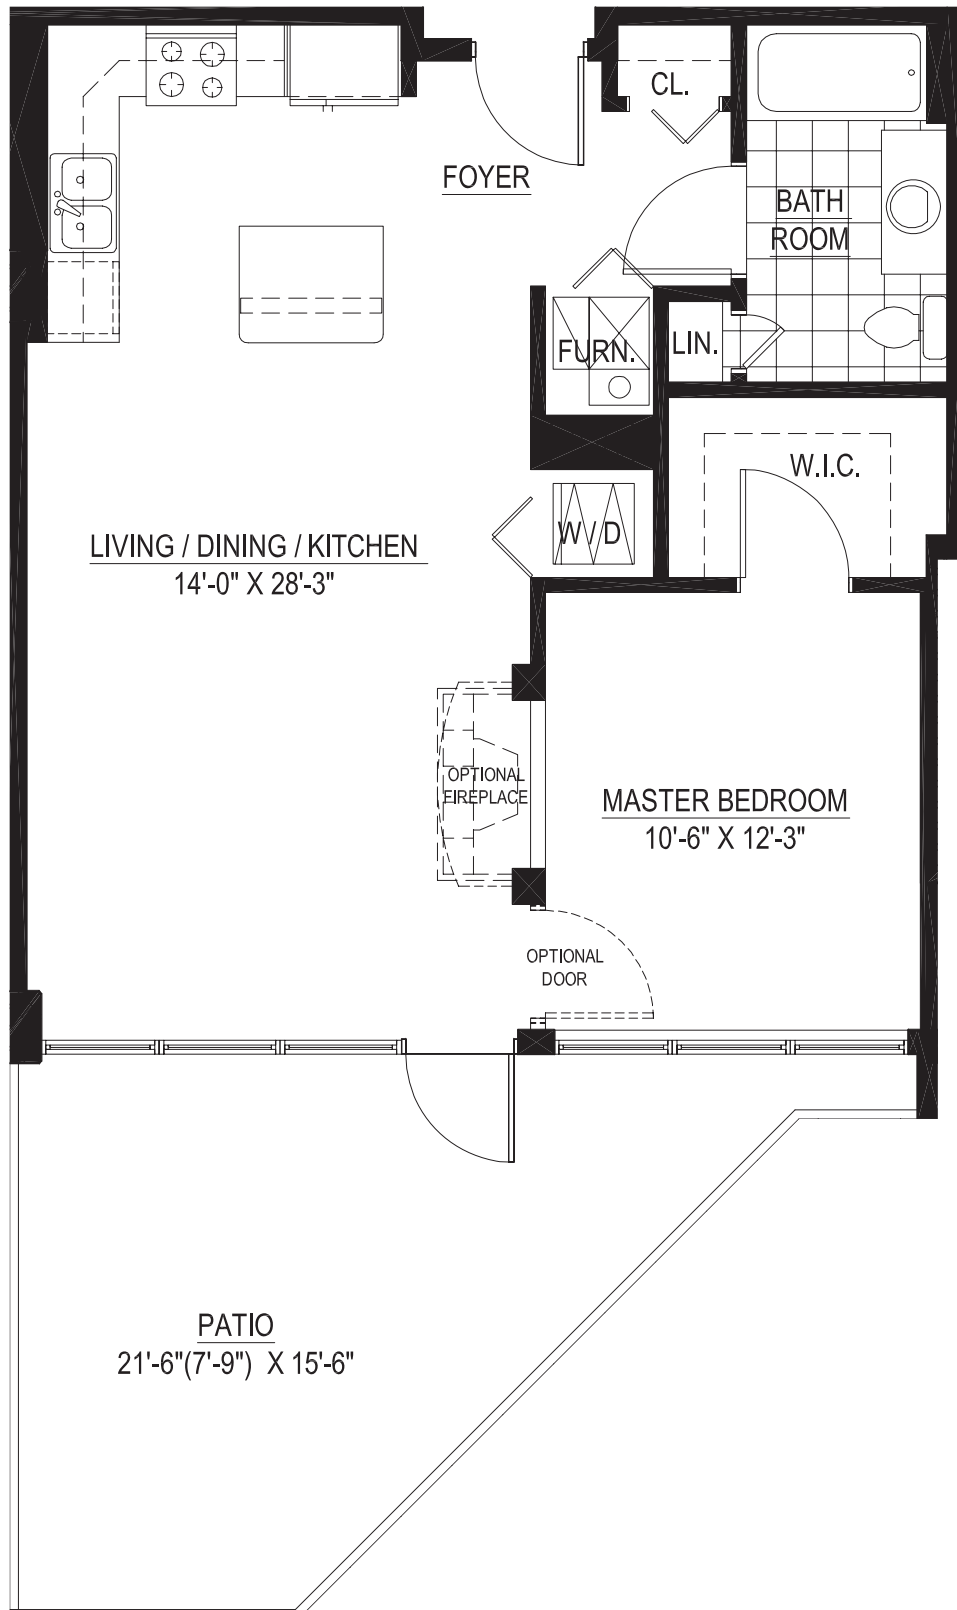 CL.
FOYER
BATH
ROOM
FURN.
LIN.
W.I.C.
W/D
LIVING / DINING / KITCHEN
14'-0" X 28'-3"
OPTIONAL
FIREPLACE
MASTER BEDROOM
10'-6" X 12'-3"
OPTIONAL
DOOR
PATIO
21'-6"(7'-9") X 15'-6"